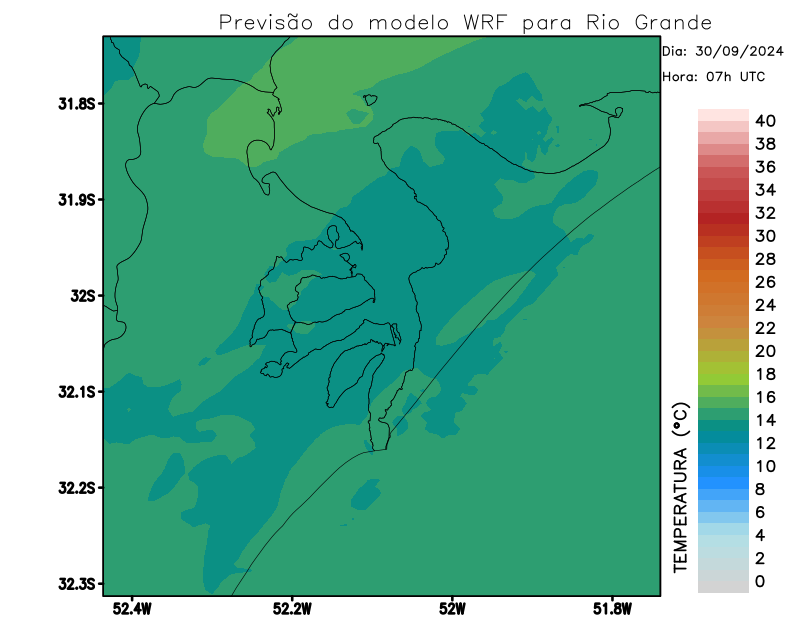 Previsão do modelo WRF para Rio Grande
Dia: 30/09/2024
Hora: 07h UTC
31.8S
31.9S
32S
32.1S
32.2S
32.3S
52.4W
52.2W
52W
51.8W
TEMPERATURA (°C)
40
38
36
34
32
30
28
26
24
22
20
18
16
14
12
10
8
6
4
2
0